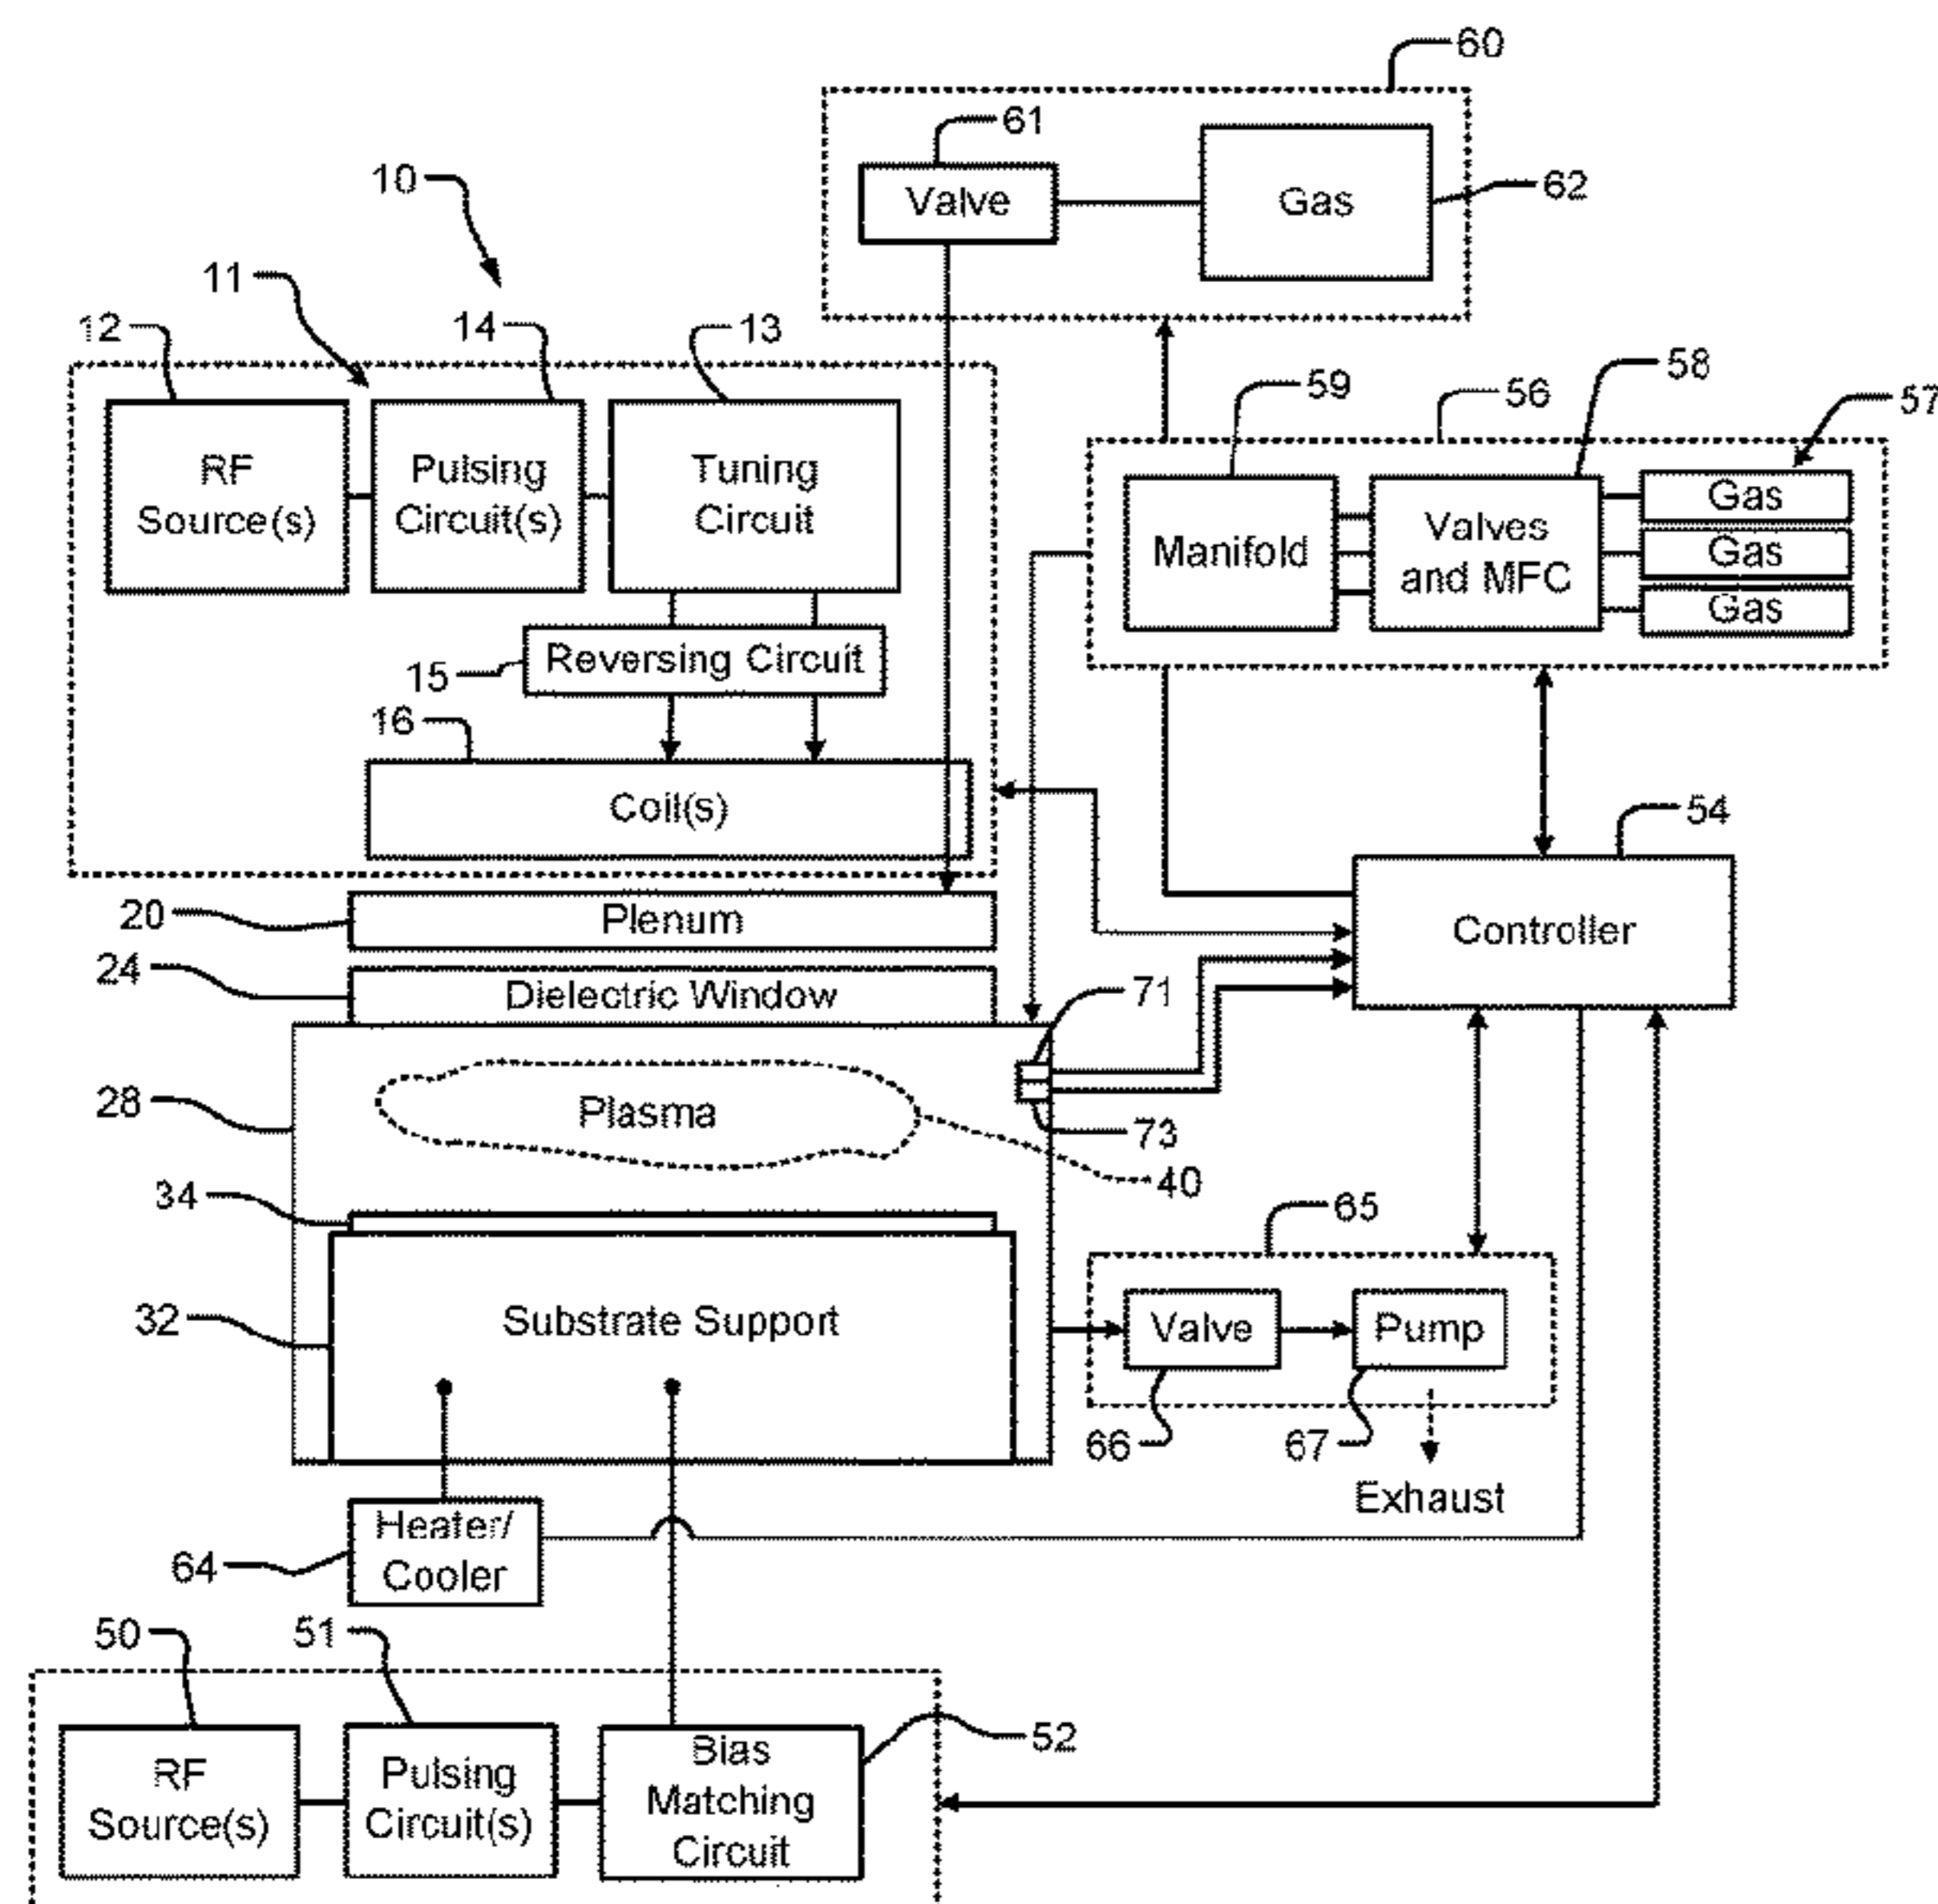 60
61
10
Valve
Gas
62
11
12
14
13
58
59
56
57
RF
Source(s)
Pulsing
Circuit(s)
Tuning
Circuit
Manifold
Valves
and MFC
Gas
Gas
Gas
15
Reversing Circuit
16
Coil(s)
54
20
Plenum
Controller
24
Dielectric Window
71
28
Plasma
73
40
34
65
32
Substrate Support
Valve
Pump
66
67
Exhaust
64
Heater/
Cooler
50
51
52
RF
Source(s)
Pulsing
Circuit(s)
Bias
Matching
Circuit